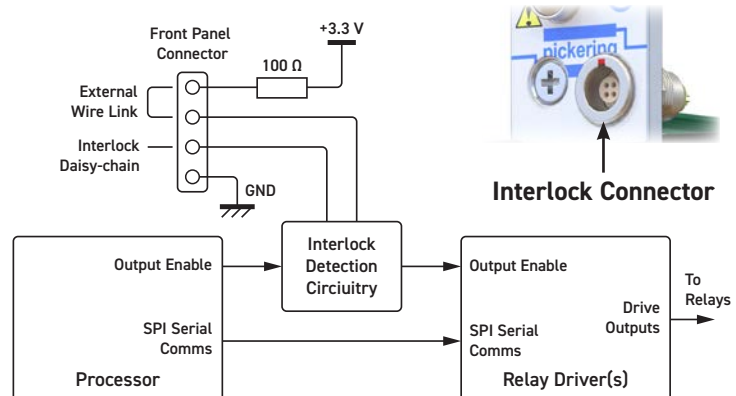 Front Panel
Connector
+3.3 V
100 Ω
External
Wire Link
Interlock
Daisy-chain
GND
pickering
Interlock Connector
Interlock
Detection
Circiuitry
Output Enable
SPI Serial
Comms
Processor
Output Enable
SPI Serial
Comms
Drive
Outputs
Relay Driver(s)
To
Relays